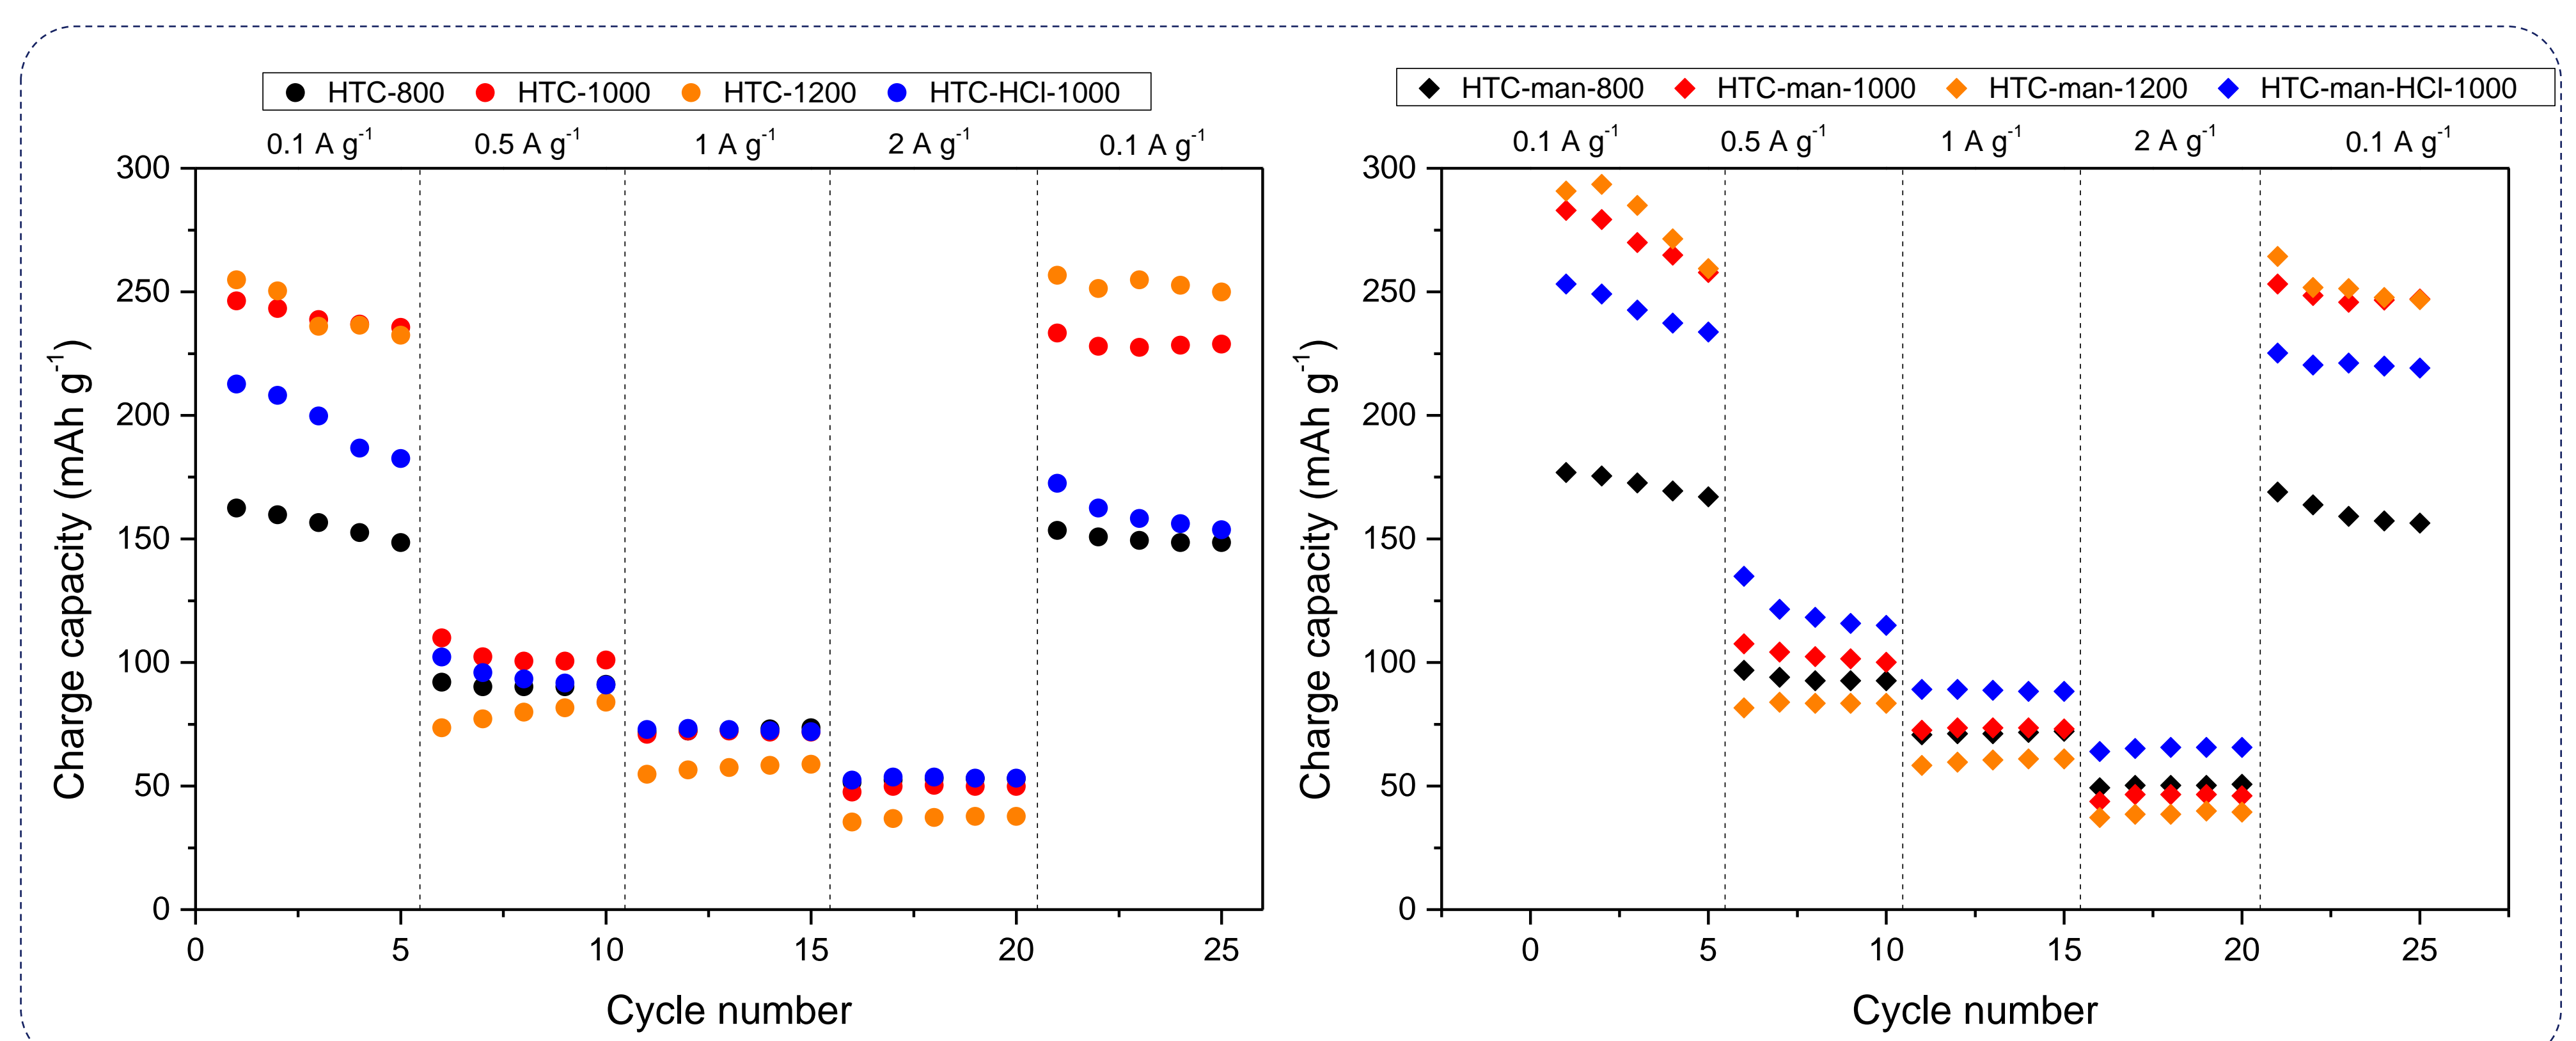 HTC-800 HTC-1000 HTC-1200 HTC-HCl-1000
0.1 A g⁻¹ 0.5 A g⁻¹ 1 A g⁻¹ 2 A g⁻¹ 0.1 A g⁻¹
Charge capacity (mAh g⁻¹)
300
250
200
150
100
50
0
0 5 10 15 20 25
Cycle number
HTC-man-800 HTC-man-1000 HTC-man-1200 HTC-man-HCl-1000
0.1 A g⁻¹ 0.5 A g⁻¹ 1 A g⁻¹ 2 A g⁻¹ 0.1 A g⁻¹
Charge capacity (mAh g⁻¹)
300
250
200
150
100
50
0
0 5 10 15 20 25
Cycle number